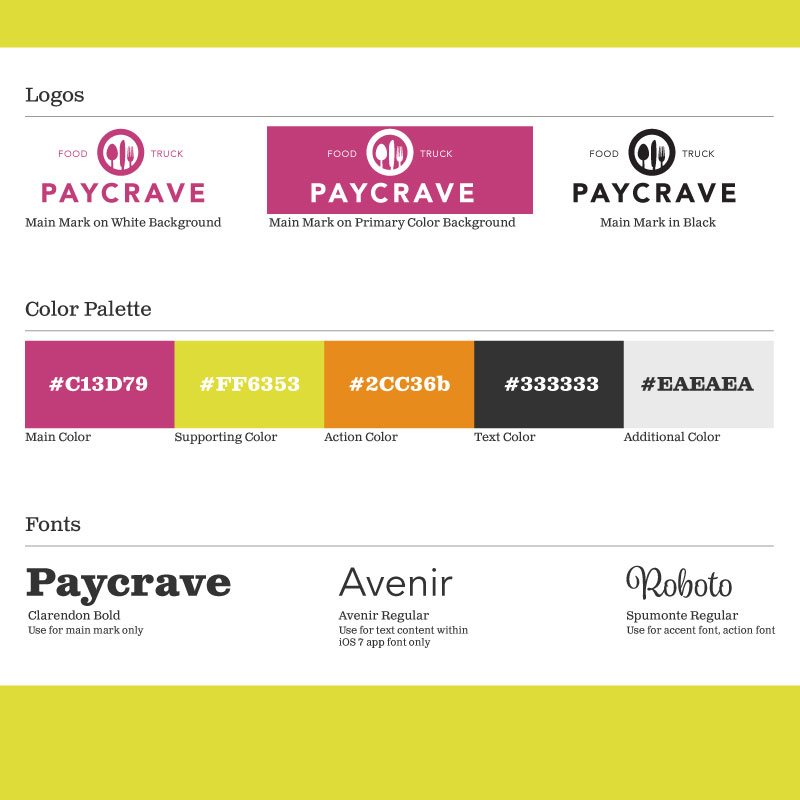 Logos
FOOD TRUCK
PAYCRAVE
Main Mark on White Background
FOOD TRUCK
PAYCRAVE
Main Mark on Primary Color Background
FOOD TRUCK
PAYCRAVE
Main Mark in Black
Color Palette
#C13D79
Main Color
#FF6353
Supporting Color
#2CC36b
Action Color
#333333
Text Color
#EAEAEA
Additional Color
Fonts
Paycrave
Clarendon Bold
Use for main mark only
Avenir
Avenir Regular
Use for text content within
iOS 7 app font only
Roboto
Spumonte Regular
Use for accent font, action font